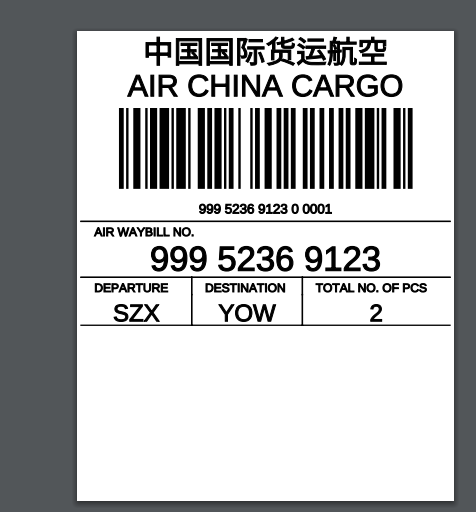 中国国际货运航空
AIR CHINA CARGO
999 5236 9123 0 0001
AIR WAYBILL NO.
999 5236 9123
DEPARTURE DESTINATION TOTAL NO. OF PCS
SZX YOW 2